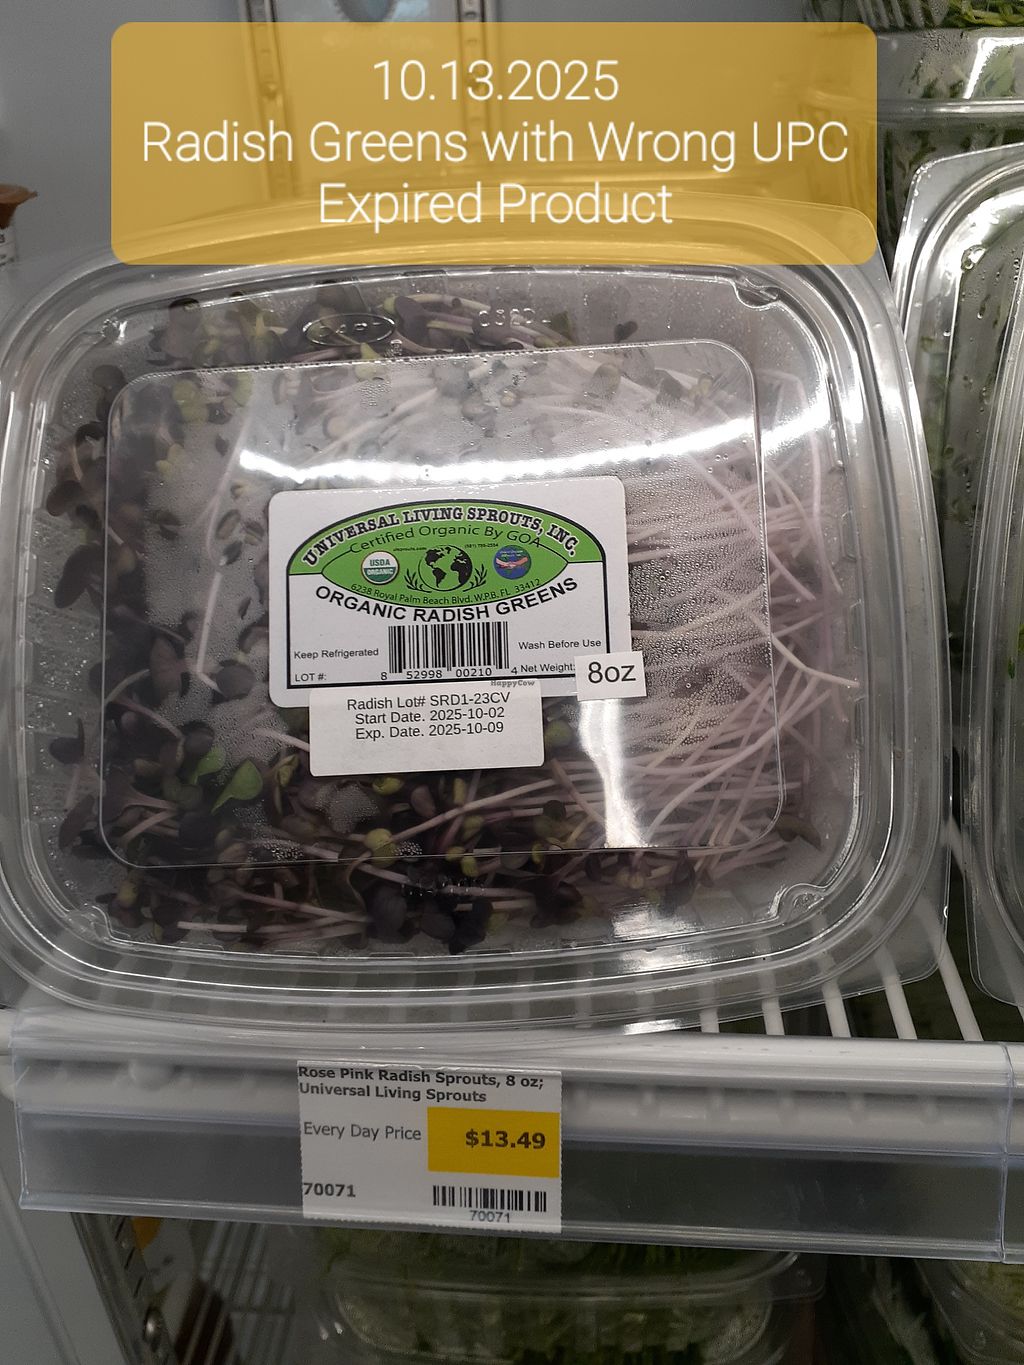 10.13.2025
Radish Greens with Wrong UPC
Expired Product
UNIVERSAL LIVING SPROUTS, INC.
Certified Organic By GOA
USDA
ORGANIC
6238 Royal Palm Beach Blvd. W.P.B. FL 33412
ORGANIC RADISH GREENS
Keep Refrigerated
Wash Before Use
LOT #:
8 52998 00210 4
Net Weight:
8oz
HappyCow
Radish Lot# SRD1-23CV
Start Date. 2025-10-02
Exp. Date. 2025-10-09
Rose Pink Radish Sprouts, 8 oz;
Universal Living Sprouts
Every Day Price
$13.49
70071
70071